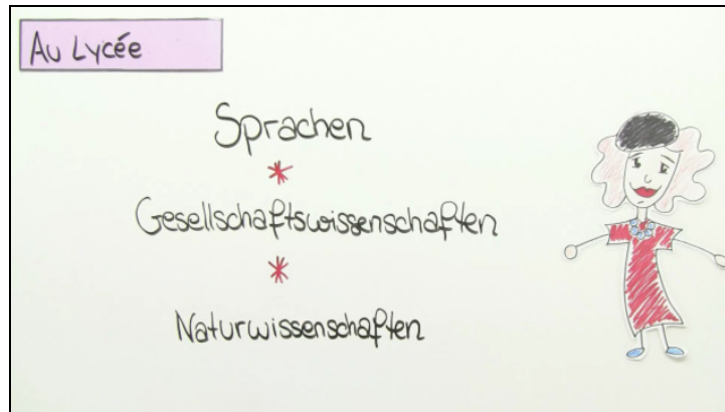 Au Lycée
Sprachen
*
Gesellschaftswissenschaften
*
Naturwissenschaften